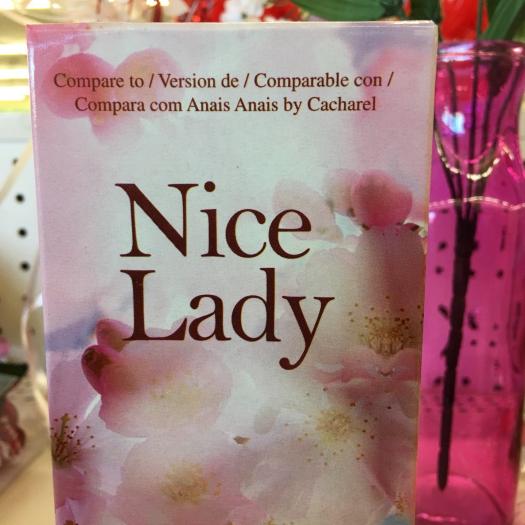 Compare to / Version de / Comparable con /
Compara com Anais Anais by Cacharel
Nice
Lady